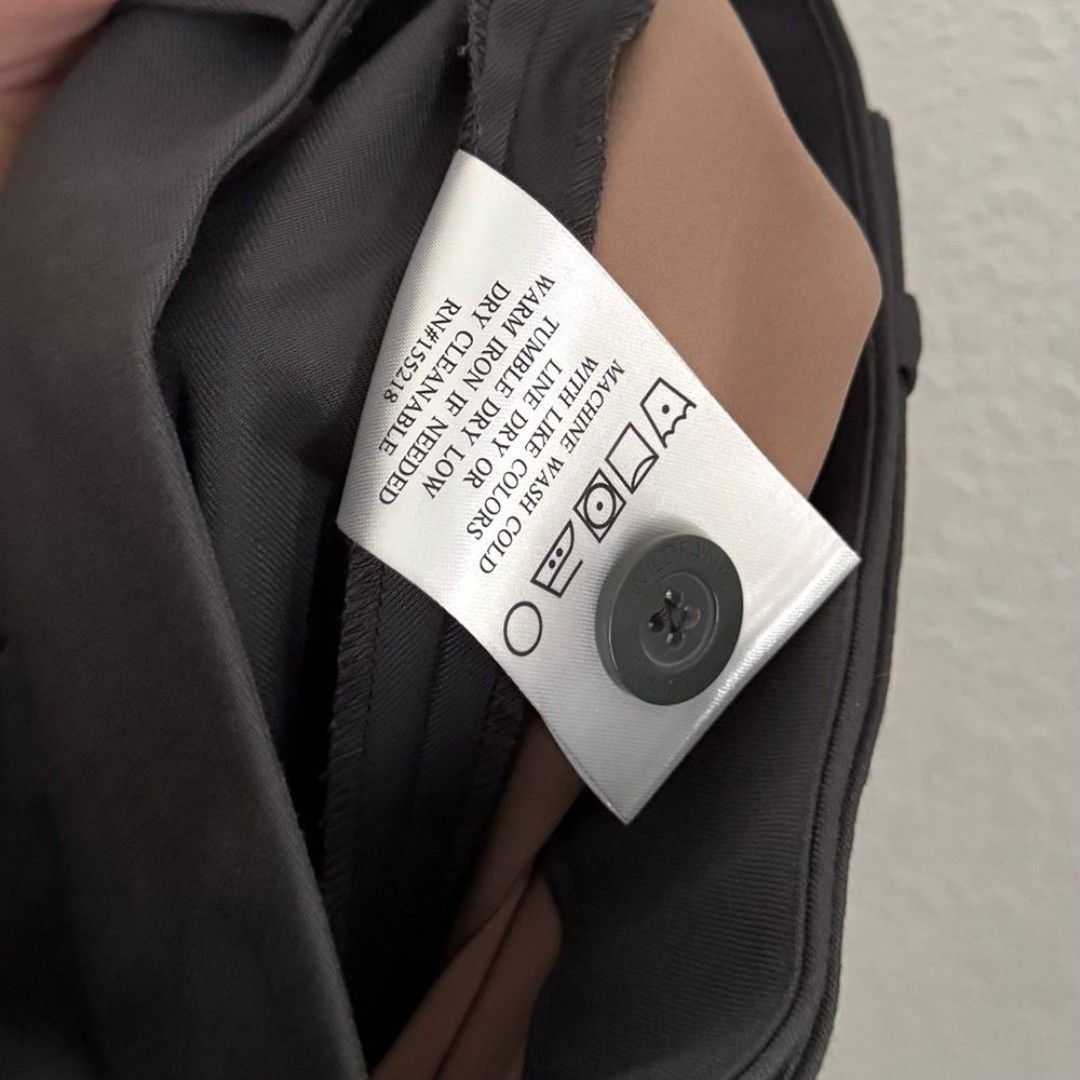 MACHINE WASH COLD
WITH LIKE COLORS
LINE DRY OR
TUMBLE DRY LOW
WARM IRON IF NEEDED
DRY CLEANABLE
RN#155218